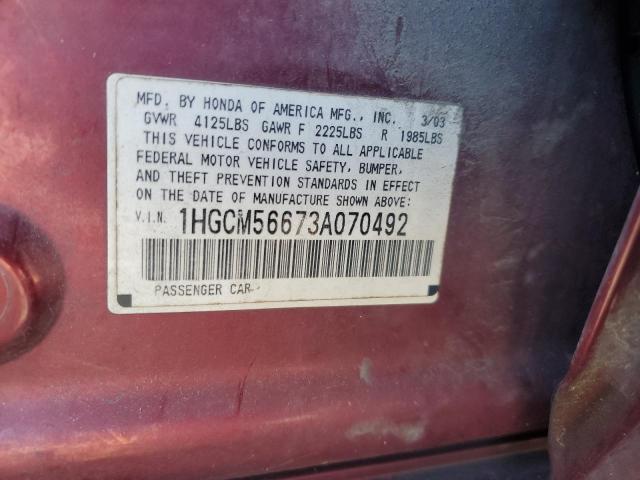 MFD. BY HONDA OF AMERICA MFG., INC. 3/03
GVWR 4125LBS GAWR F 2225LBS R 1985LBS
THIS VEHICLE CONFORMS TO ALL APPLICABLE
FEDERAL MOTOR VEHICLE SAFETY, BUMPER,
AND THEFT PREVENTION STANDARDS IN EFFECT
ON THE DATE OF MANUFACTURE SHOWN ABOVE:
V.I.N. 1HGCM56673A070492
PASSENGER CAR